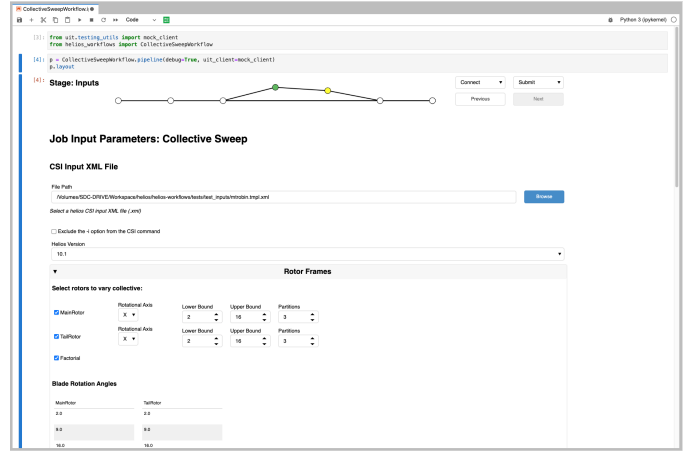 CollectiveSweepWorkflow.i
Code
Python 3 (ipykernel)
[3]: from uit.testing_utils import mock_client
from helios_workflows import CollectiveSweepWorkflow
[4]: p = CollectiveSweepWorkflow.pipeline(debug=True, uit_client=mock_client)
p.layout
[4]: Stage: Inputs
Connect
Submit
Previous
Next
Job Input Parameters: Collective Sweep
CSI Input XML File
File Path
/Volumes/SDC-DRIVE/Workspace/helios/helios-workflows/tests/test_inputs/mtrobin.tmpl.xml
Browse
Select a helios CSI input XML file (.xml)
Exclude the -i option from the CSI command
Helios Version
10.1
Rotor Frames
Select rotors to vary collective:
Rotational Axis Lower Bound Upper Bound Partitions
MainRotor X 2 16 3
Rotational Axis Lower Bound Upper Bound Partitions
TailRotor X 2 16 3
Factorial
Blade Rotation Angles
MainRotor TailRotor
2.0 2.0
9.0 9.0
16.0 16.0